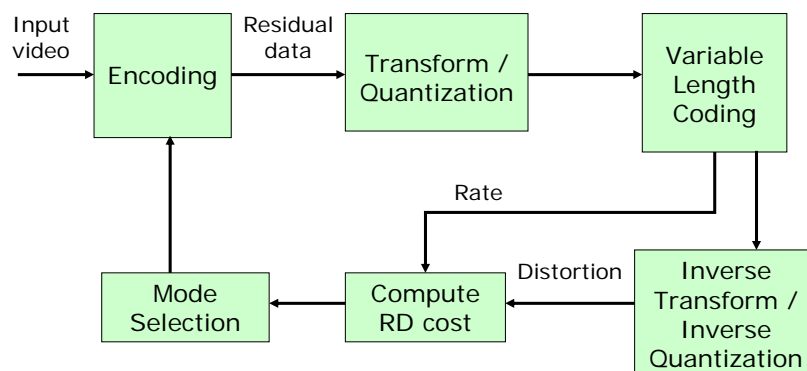 Input
video
Encoding
Residual
data
Transform /
Quantization
Variable
Length
Coding
Rate
Mode
Selection
Compute
RD cost
Distortion
Inverse
Transform /
Inverse
Quantization